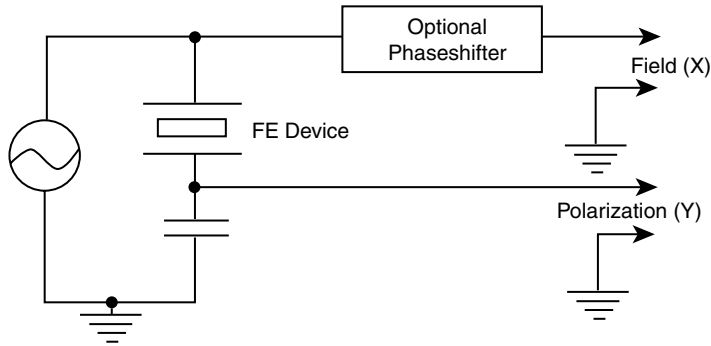 Optional
Phaseshifter
Field (X)
FE Device
Polarization (Y)